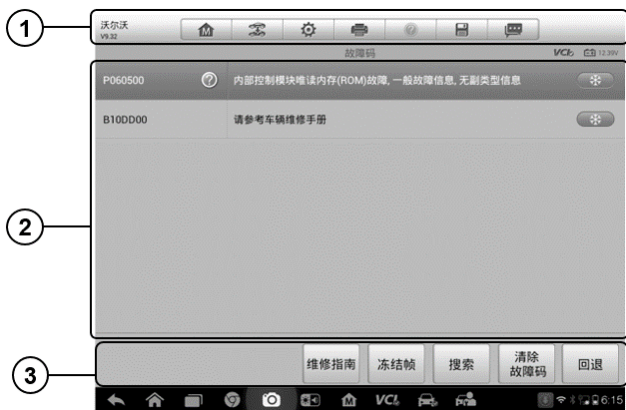 1
沃尔沃
V9.32
M
?
故障码
VCI
12.39V
2
P060500
?
内部控制模块唯读内存(ROM)故障, 一般故障信息, 无副类型信息
B10DD00
请参考车辆维修手册
3
维修指南
冻结帧
搜索
清除
故障码
回退
M
VCI
6:15